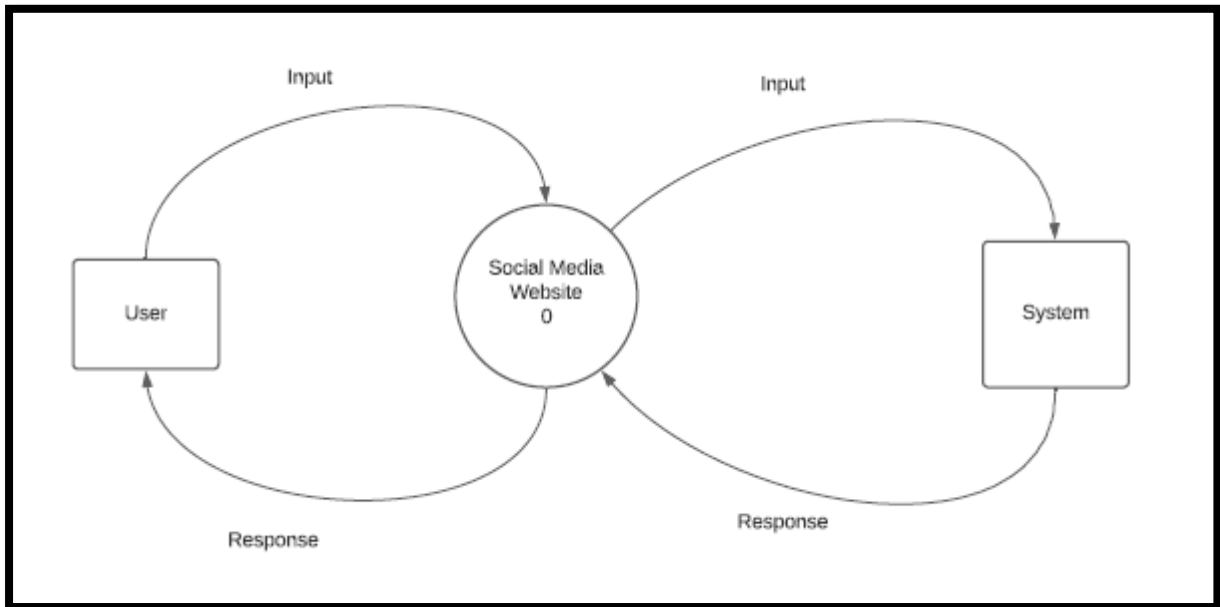 Input
Input
Social Media
Website
0
User
System
Response
Response